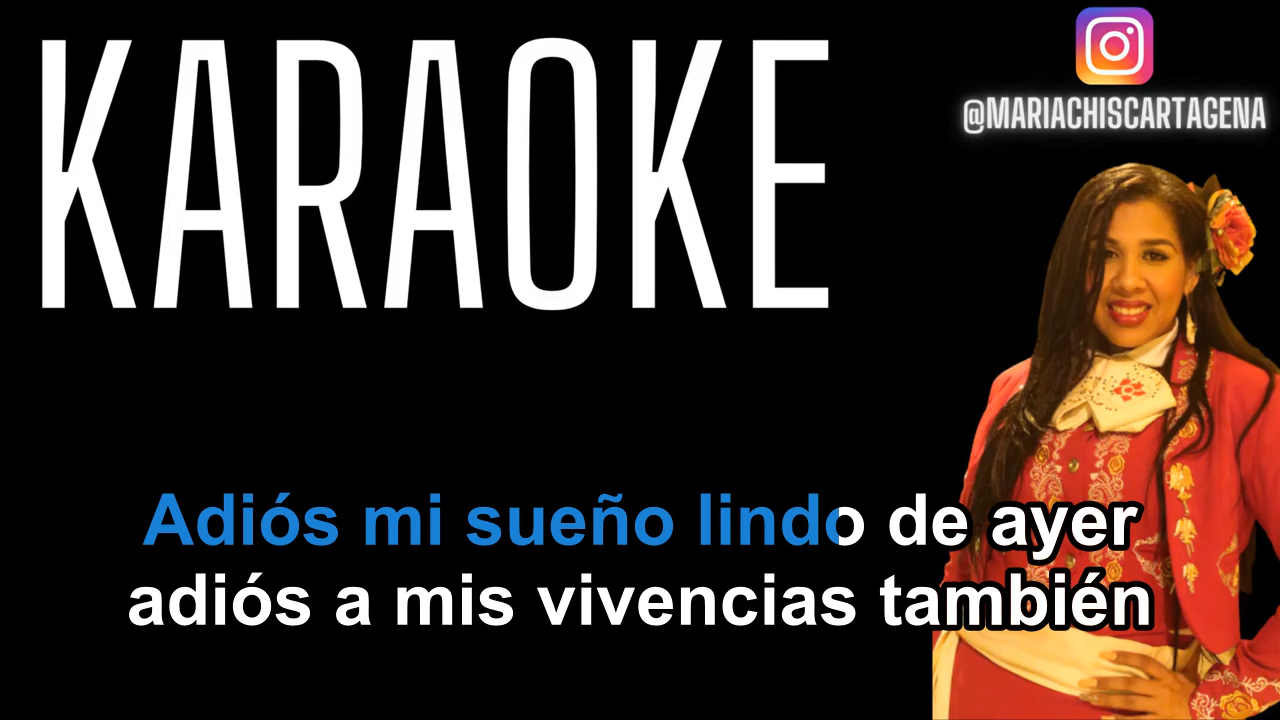 KARAOKE
@MARIACHISCARTAGENA
Adiós mi sueño lindo de ayer
adiós a mis vivencias también